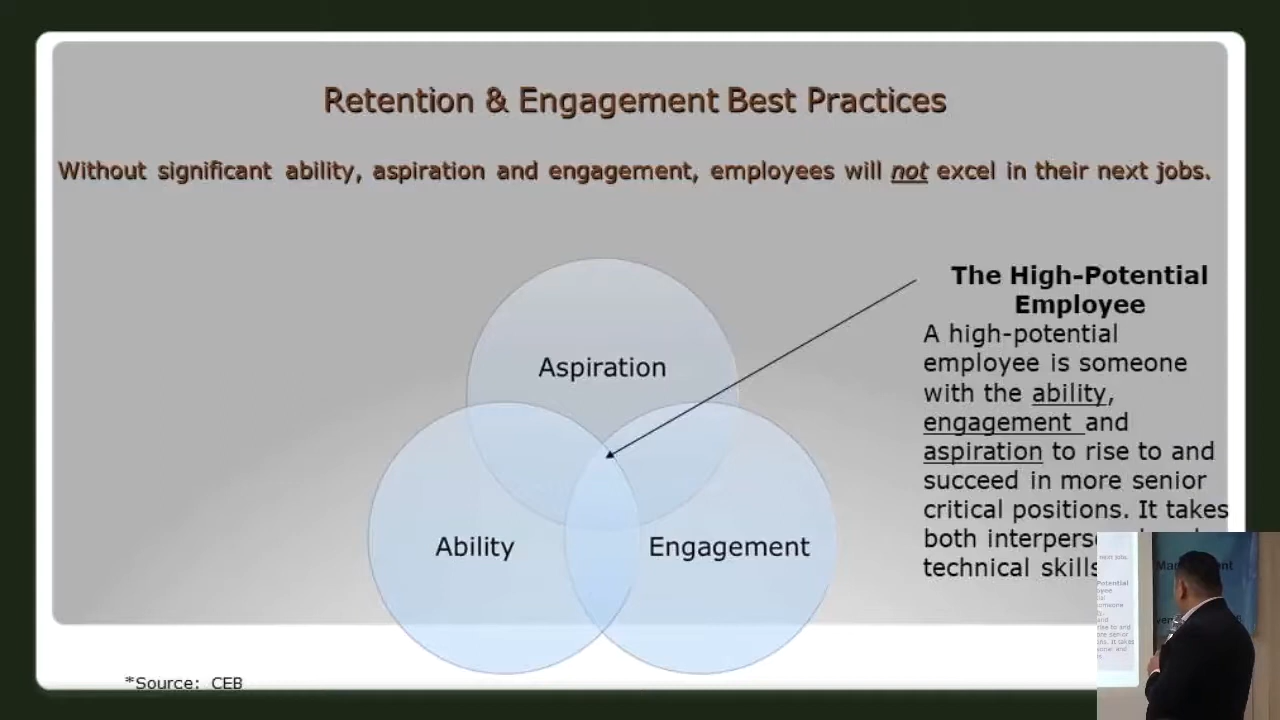 Retention & Engagement Best Practices
Without significant ability, aspiration and engagement, employees will not excel in their next jobs.
The High-Potential
Employee
A high-potential
employee is someone
with the ability,
engagement and
aspiration to rise to and
succeed in more senior
critical positions. It takes
both
technical skills
Aspiration
Ability
Engagement
*Source: CEB